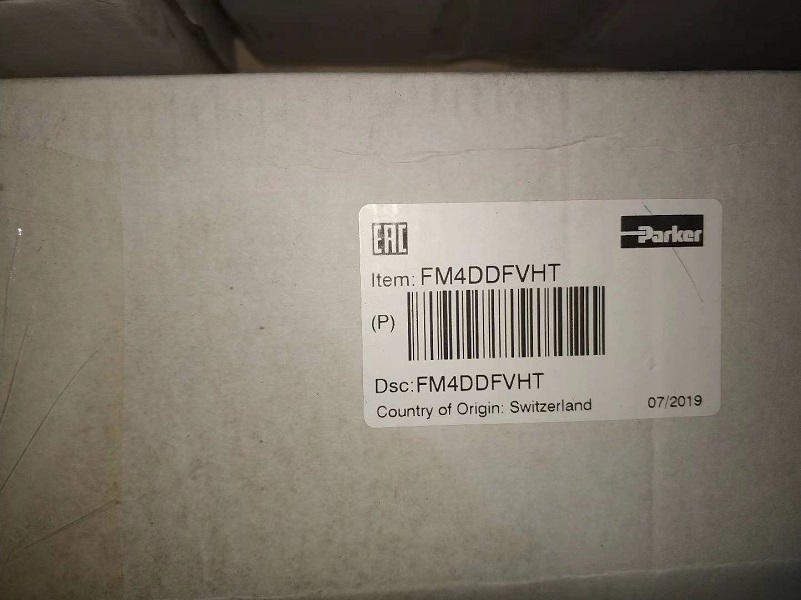 EAC
Parker
Item: FM4DDFVHT
(P)
Dsc:FM4DDFVHT
Country of Origin: Switzerland
07/2019